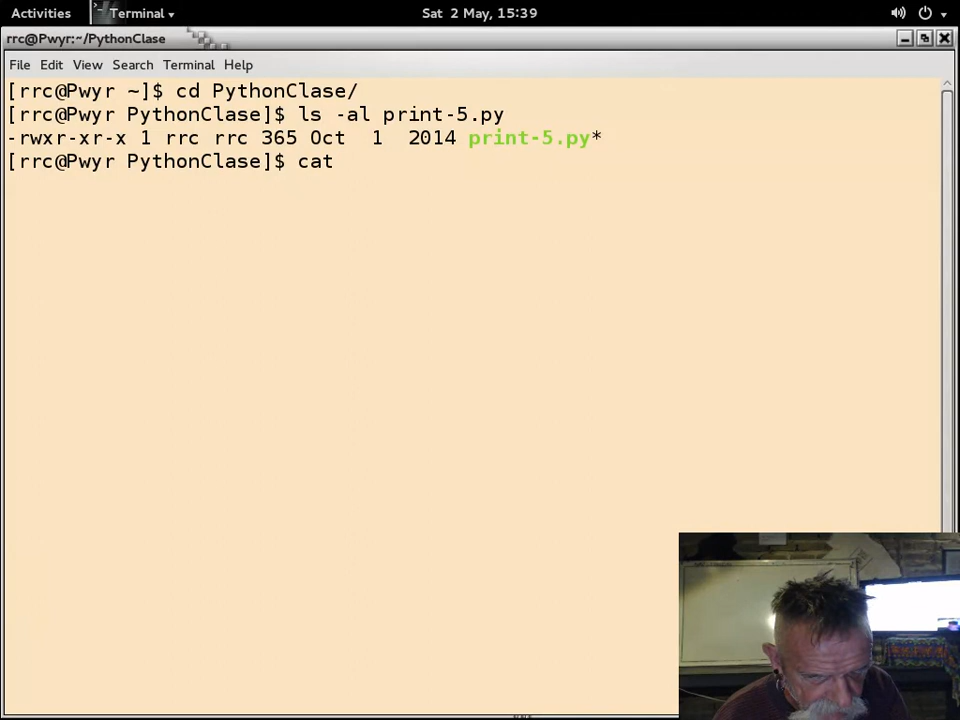 Activities Terminal Sat 2 May, 15:39
rrc@Pwyr:~/PythonClase
File Edit View Search Terminal Help
[rrc@Pwyr ~]$ cd PythonClase/
[rrc@Pwyr PythonClase]$ ls -al print-5.py
-rwxr-xr-x 1 rrc rrc 365 Oct  1  2014 print-5.py*
[rrc@Pwyr PythonClase]$ cat